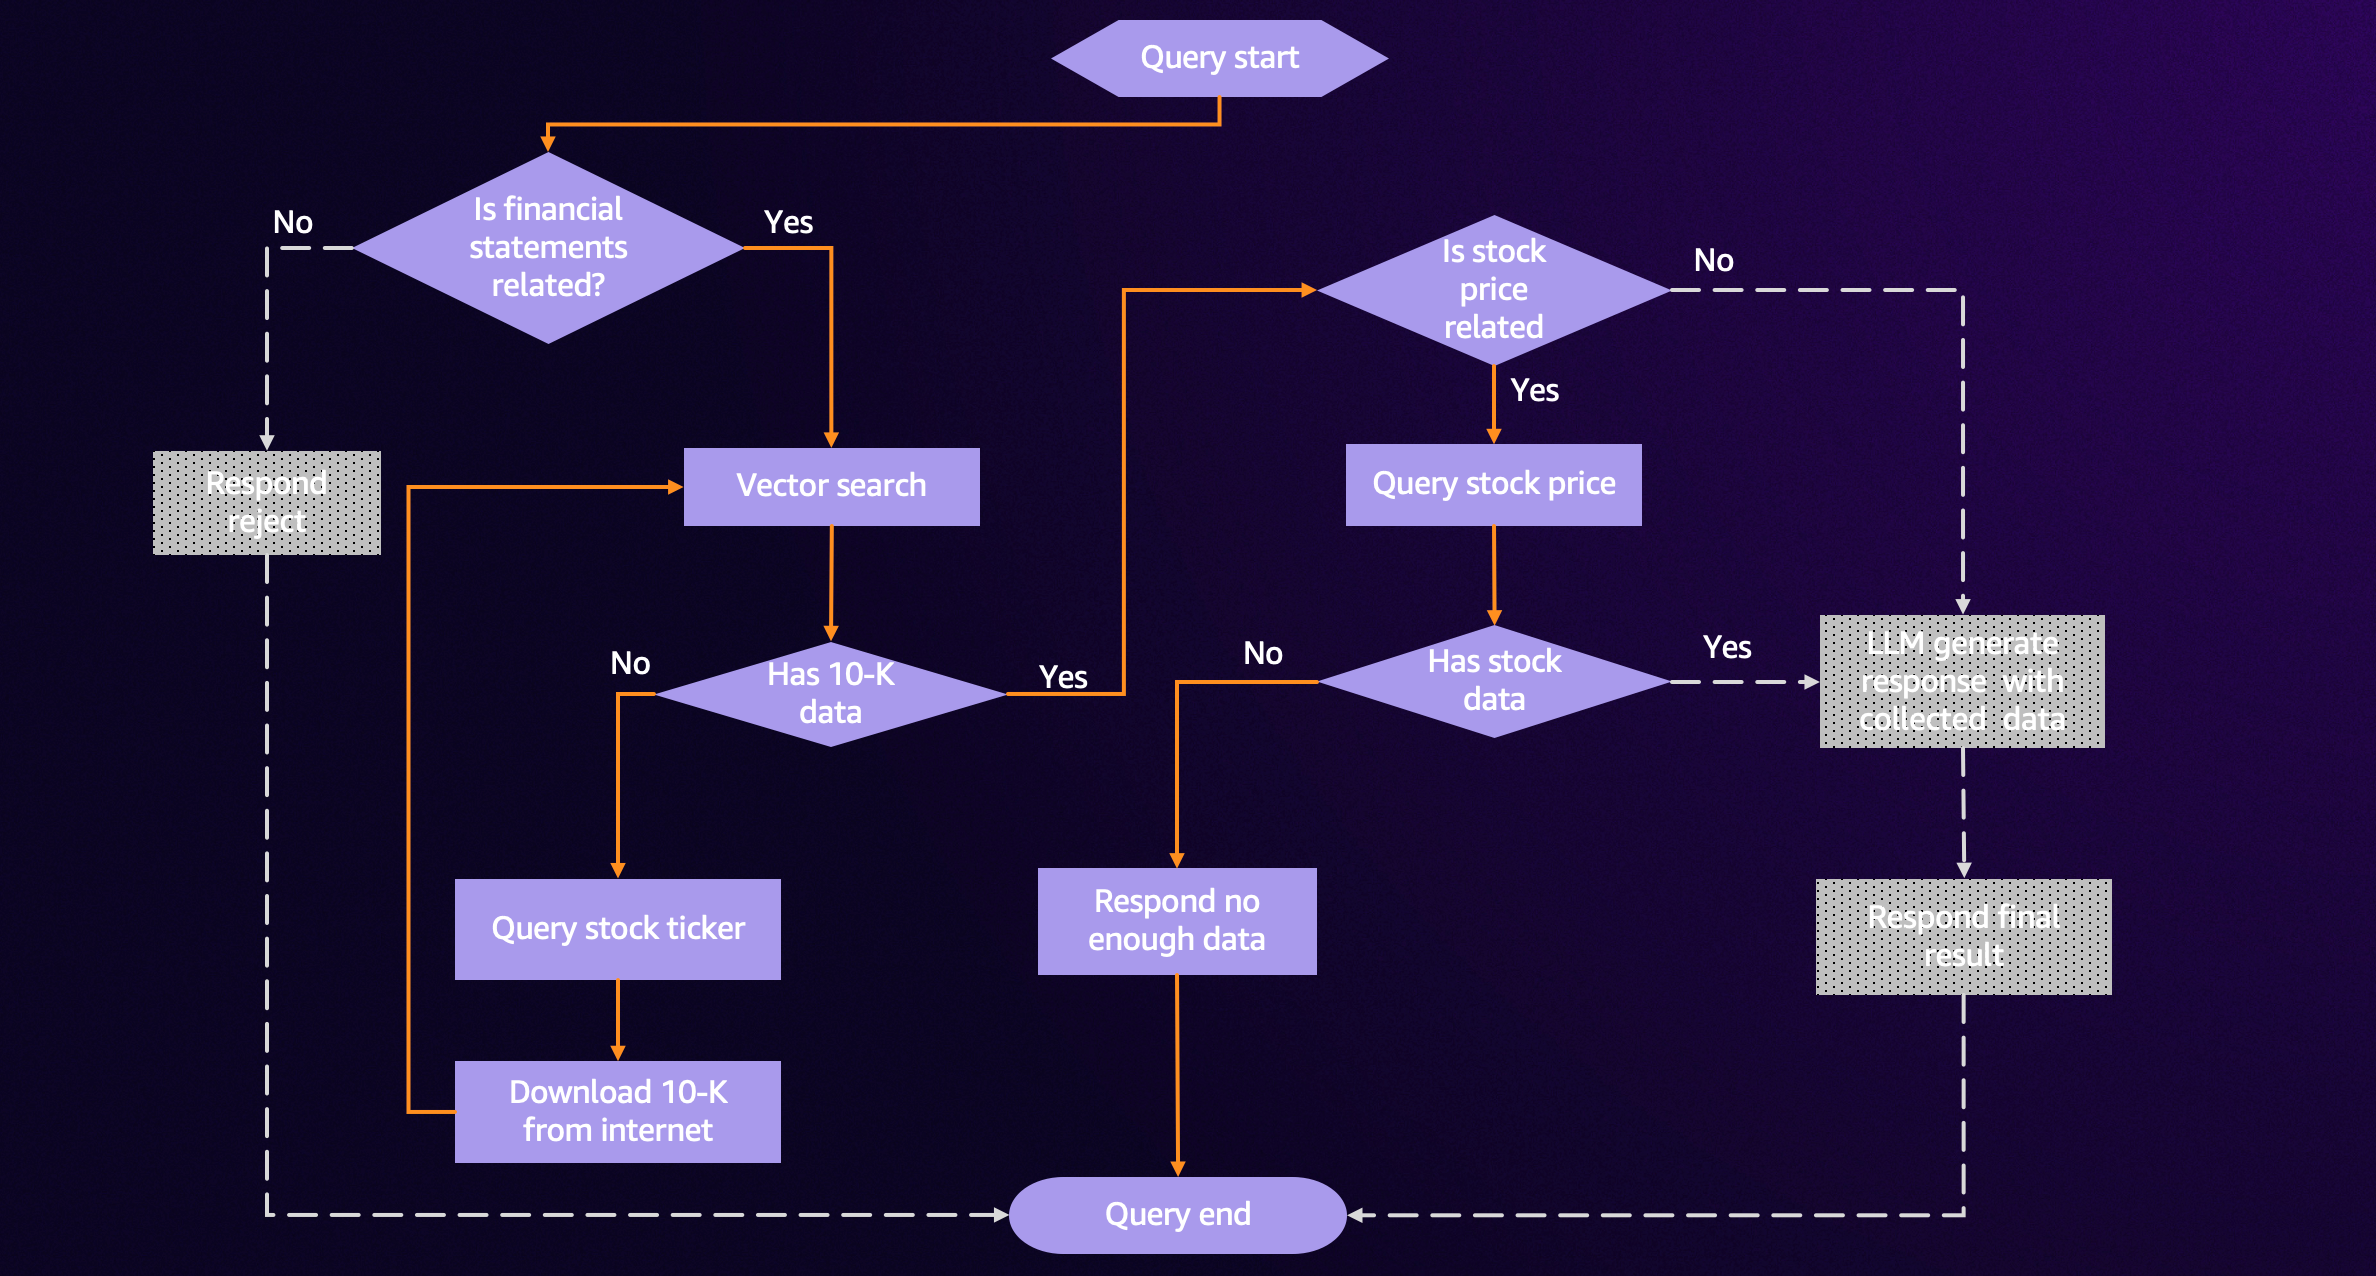 Query start
Is financial
statements
related?
No
Yes
Is stock
price
related
No
Yes
Respond
reject
Vector search
Query stock price
No
Has 10-K
data
Yes
No
Has stock
data
Yes
LLM generate
response with
collected data
Query stock ticker
Respond no
enough data
Respond final
result
Download 10-K
from internet
Query end